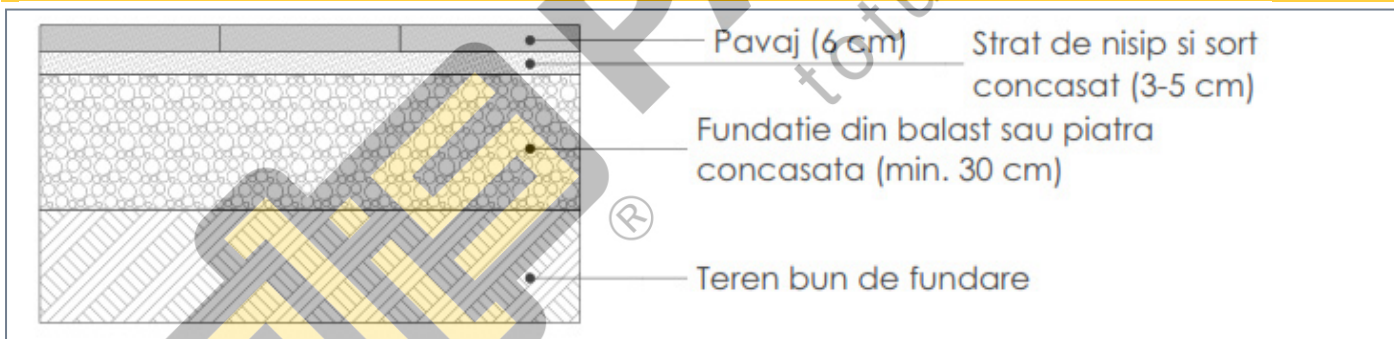 Pavaj (6 cm)
Strat de nisip si sort
concasat (3-5 cm)
Fundatie din balast sau piatra
concasata (min. 30 cm)
®
Teren bun de fundare